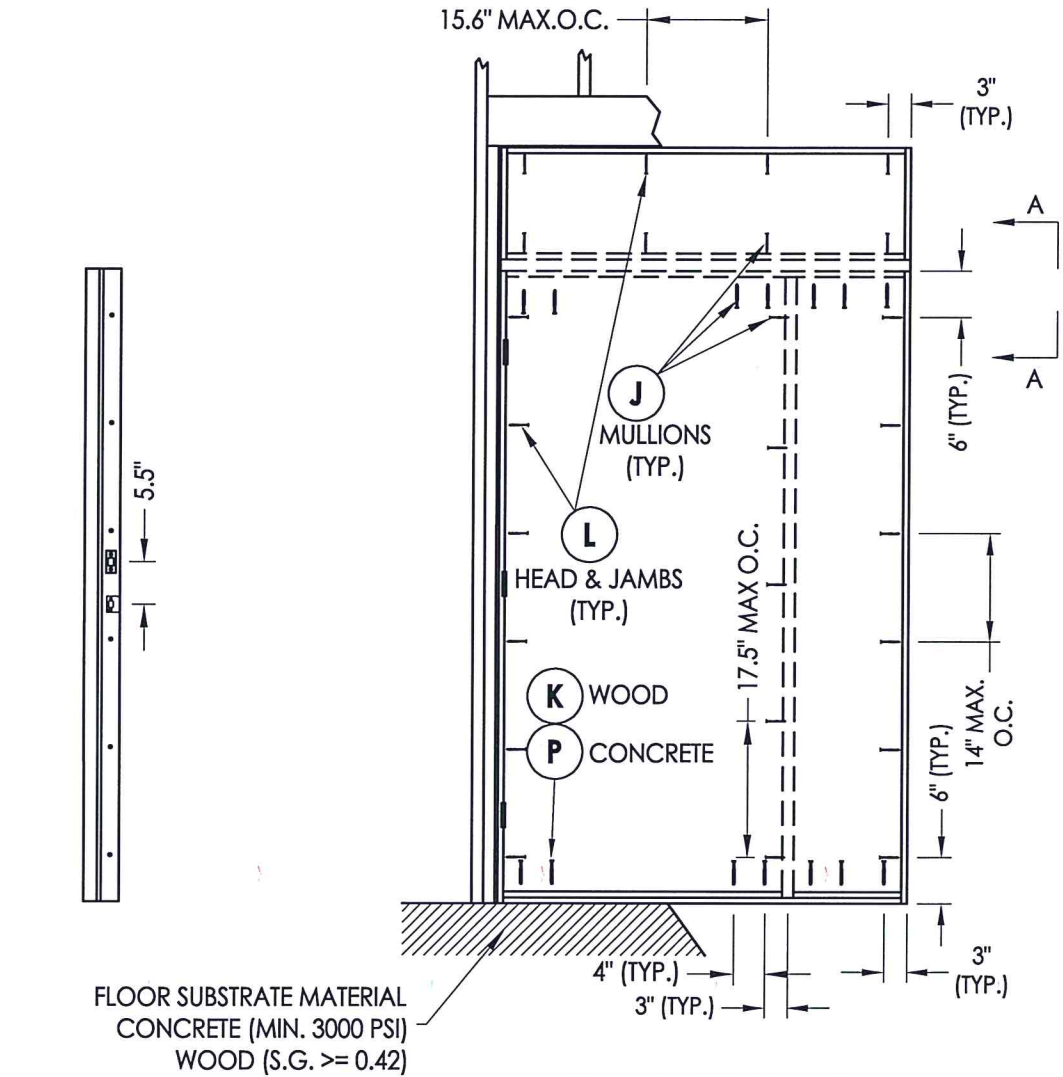 15.6" MAX.O.C.
3"
(TYP.)
A
A
6" (TYP.)
J
MULLIONS
(TYP.)
5.5"
L
HEAD & JAMBS
(TYP.)
17.5" MAX O.C.
14" MAX.
O.C.
K WOOD
P CONCRETE
6" (TYP.)
4" (TYP.)
3" (TYP.)
3"
(TYP.)
FLOOR SUBSTRATE MATERIAL
CONCRETE (MIN. 3000 PSI)
WOOD (S.G. >= 0.42)